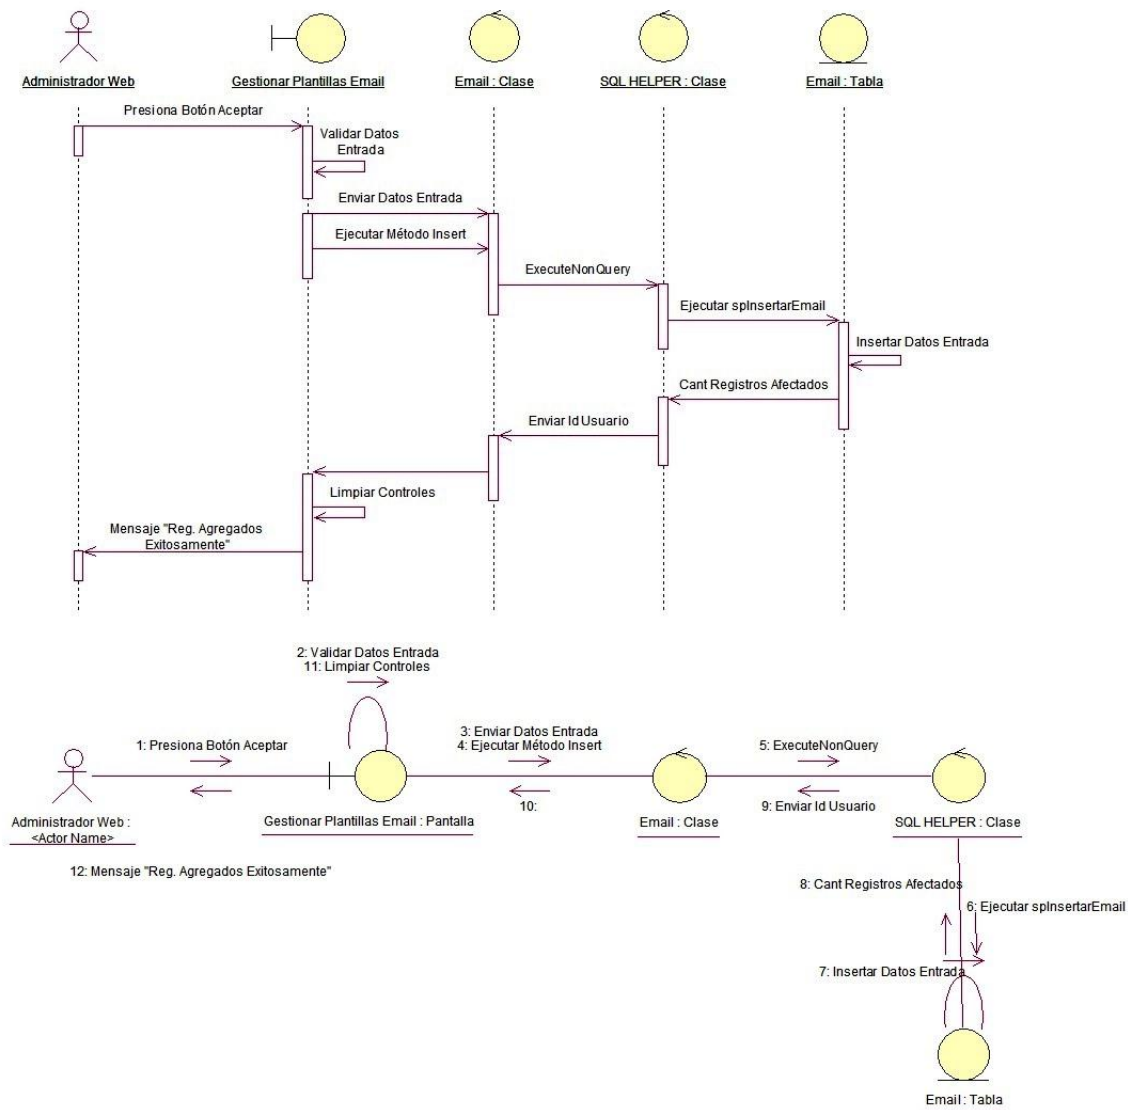 Administrador Web
Gestionar Plantillas Email
Email : Clase
SQL HELPER : Clase
Email : Tabla
Presiona Botón Aceptar
Validar Datos
Entrada
Enviar Datos Entrada
Ejecutar Método Insert
ExecuteNonQuery
Ejecutar spInsertarEmail
Insertar Datos Entrada
Cant Registros Afectados
Enviar Id Usuario
Limpiar Controles
Mensaje "Reg. Agregados
Exitosamente"
2: Validar Datos Entrada
11: Limpiar Controles
1: Presiona Botón Aceptar
3: Enviar Datos Entrada
4: Ejecutar Método Insert
5: ExecuteNonQuery
10:
9: Enviar Id Usuario
Administrador Web :
<Actor Name>
Gestionar Plantillas Email : Pantalla
Email : Clase
SQL HELPER : Clase
12: Mensaje "Reg. Agregados Exitosamente"
8: Cant Registros Afectados
6: Ejecutar spInsertarEmail
7: Insertar Datos Entrada
Email : Tabla